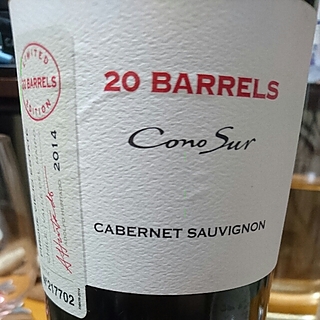 LIMITED
20 BARRELS
EDITION
2014
N°217702
20 BARRELS
Cono Sur
CABERNET SAUVIGNON